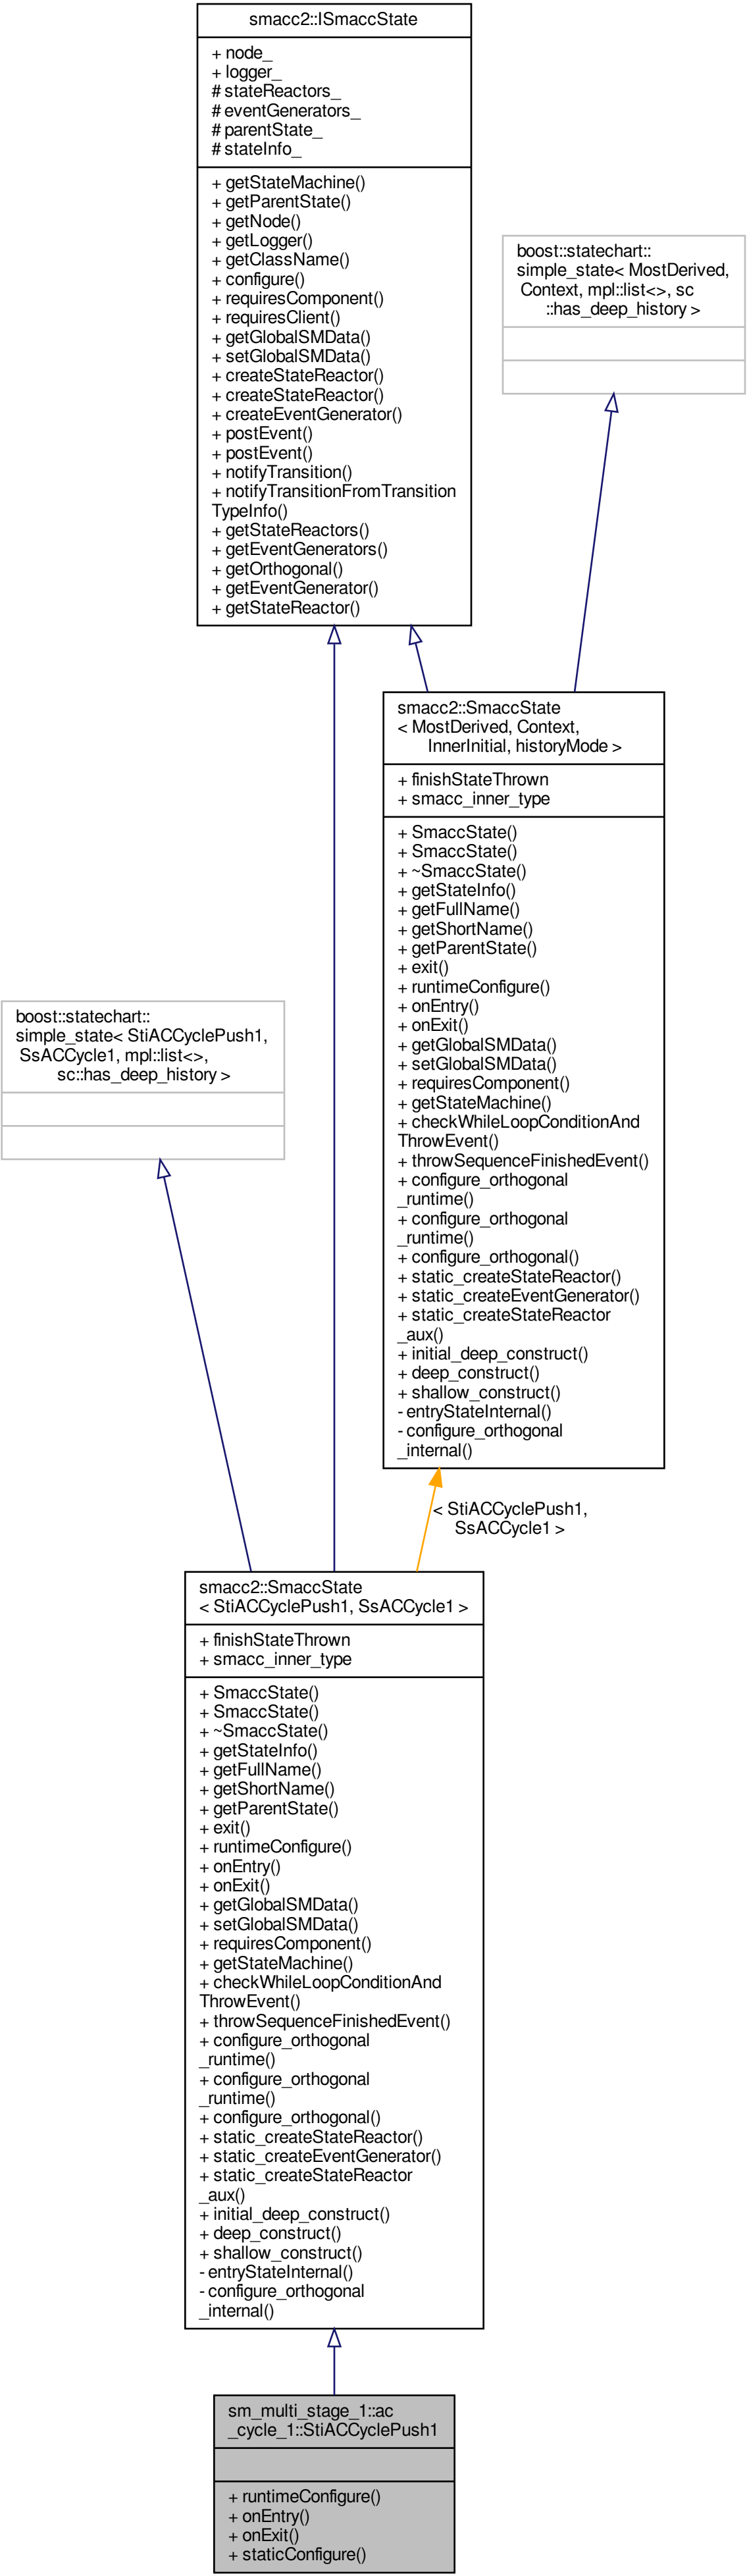 smacc2::ISmaccState
+ node_
+ logger_
# stateReactors_
# eventGenerators_
# parentState_
# stateInfo_
+ getStateMachine()
+ getParentState()
+ getNode()
+ getLogger()
+ getClassName()
+ configure()
+ requiresComponent()
+ requiresClient()
+ getGlobalSMData()
+ setGlobalSMData()
+ createStateReactor()
+ createStateReactor()
+ createEventGenerator()
+ postEvent()
+ postEvent()
+ notifyTransition()
+ notifyTransitionFromTransition
TypeInfo()
+ getStateReactors()
+ getEventGenerators()
+ getOrthogonal()
+ getEventGenerator()
+ getStateReactor()
boost::statechart::
simple_state< MostDerived,
Context, mpl::list<>, sc
::has_deep_history >
smacc2::SmaccState
< MostDerived, Context,
InnerInitial, historyMode >
+ finishStateThrown
+ smacc_inner_type
+ SmaccState()
+ SmaccState()
+ ~SmaccState()
+ getStateInfo()
+ getFullName()
+ getShortName()
+ getParentState()
+ exit()
+ runtimeConfigure()
+ onEntry()
+ onExit()
+ getGlobalSMData()
+ setGlobalSMData()
+ requiresComponent()
+ getStateMachine()
+ checkWhileLoopConditionAnd
ThrowEvent()
+ throwSequenceFinishedEvent()
+ configure_orthogonal
_runtime()
+ configure_orthogonal
_runtime()
+ configure_orthogonal()
+ static_createStateReactor()
+ static_createEventGenerator()
+ static_createStateReactor
_aux()
+ initial_deep_construct()
+ deep_construct()
+ shallow_construct()
- entryStateInternal()
- configure_orthogonal
_internal()
boost::statechart::
simple_state< StiACCyclePush1,
SsACCycle1, mpl::list<>,
sc::has_deep_history >
< StiACCyclePush1,
SsACCycle1 >
smacc2::SmaccState
< StiACCyclePush1, SsACCycle1 >
+ finishStateThrown
+ smacc_inner_type
+ SmaccState()
+ SmaccState()
+ ~SmaccState()
+ getStateInfo()
+ getFullName()
+ getShortName()
+ getParentState()
+ exit()
+ runtimeConfigure()
+ onEntry()
+ onExit()
+ getGlobalSMData()
+ setGlobalSMData()
+ requiresComponent()
+ getStateMachine()
+ checkWhileLoopConditionAnd
ThrowEvent()
+ throwSequenceFinishedEvent()
+ configure_orthogonal
_runtime()
+ configure_orthogonal
_runtime()
+ configure_orthogonal()
+ static_createStateReactor()
+ static_createEventGenerator()
+ static_createStateReactor
_aux()
+ initial_deep_construct()
+ deep_construct()
+ shallow_construct()
- entryStateInternal()
- configure_orthogonal
_internal()
sm_multi_stage_1::ac
_cycle_1::StiACCyclePush1
+ runtimeConfigure()
+ onEntry()
+ onExit()
+ staticConfigure()